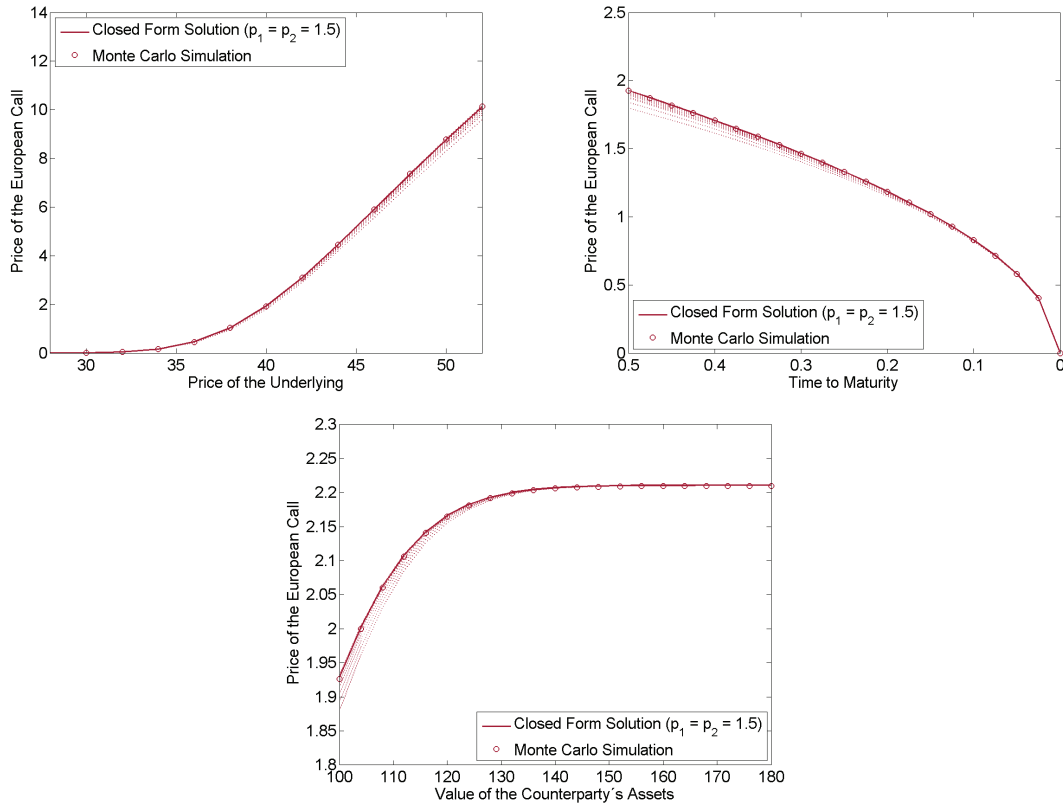 14
12
10
8
6
4
2
0
Price of the European Call
30 35 40 45 50
Price of the Underlying
Closed Form Solution (p1 = p2 = 1.5)
Monte Carlo Simulation
2.5
2
1.5
1
0.5
0
Price of the European Call
0.5 0.4 0.3 0.2 0.1 0
Time to Maturity
Closed Form Solution (p1 = p2 = 1.5)
Monte Carlo Simulation
2.3
2.25
2.2
2.15
2.1
2.05
2
1.95
1.9
1.85
1.8
Price of the European Call
100 110 120 130 140 150 160 170 180
Value of the Counterparty´s Assets
Closed Form Solution (p1 = p2 = 1.5)
Monte Carlo Simulation